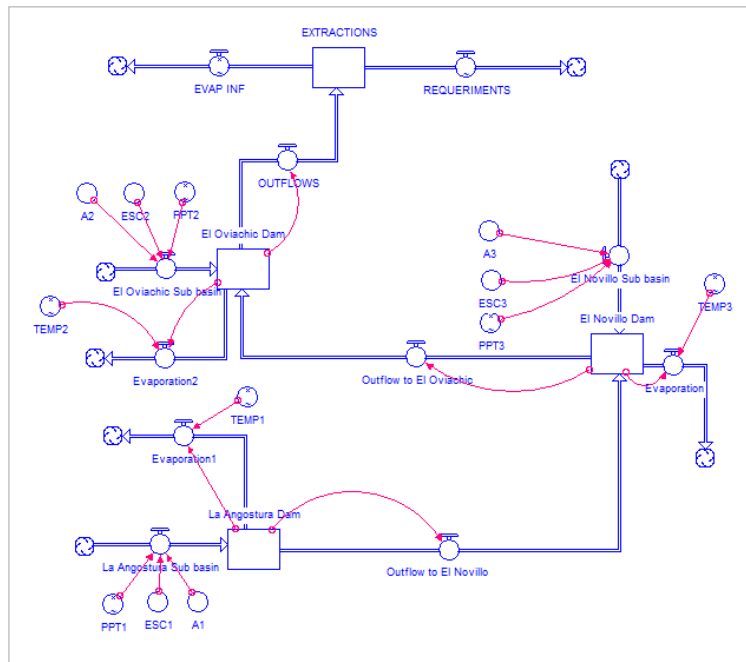 EXTRACTIONS
EVAP INF
REQUERIMENTS
OUTFLOWS
A2
ESC2
PPT2
El Oviachic Dam
A3
El Oviachic Sub basin
ESC3
El Novillo Sub basin
TEMP2
TEMP3
PPT3
El Novillo Dam
Evaporation2
Outflow to El Oviachic
Evaporation
TEMP1
Evaporation1
La Angostura Dam
La Angostura Sub basin
Outflow to El Novillo
PPT1
ESC1
A1